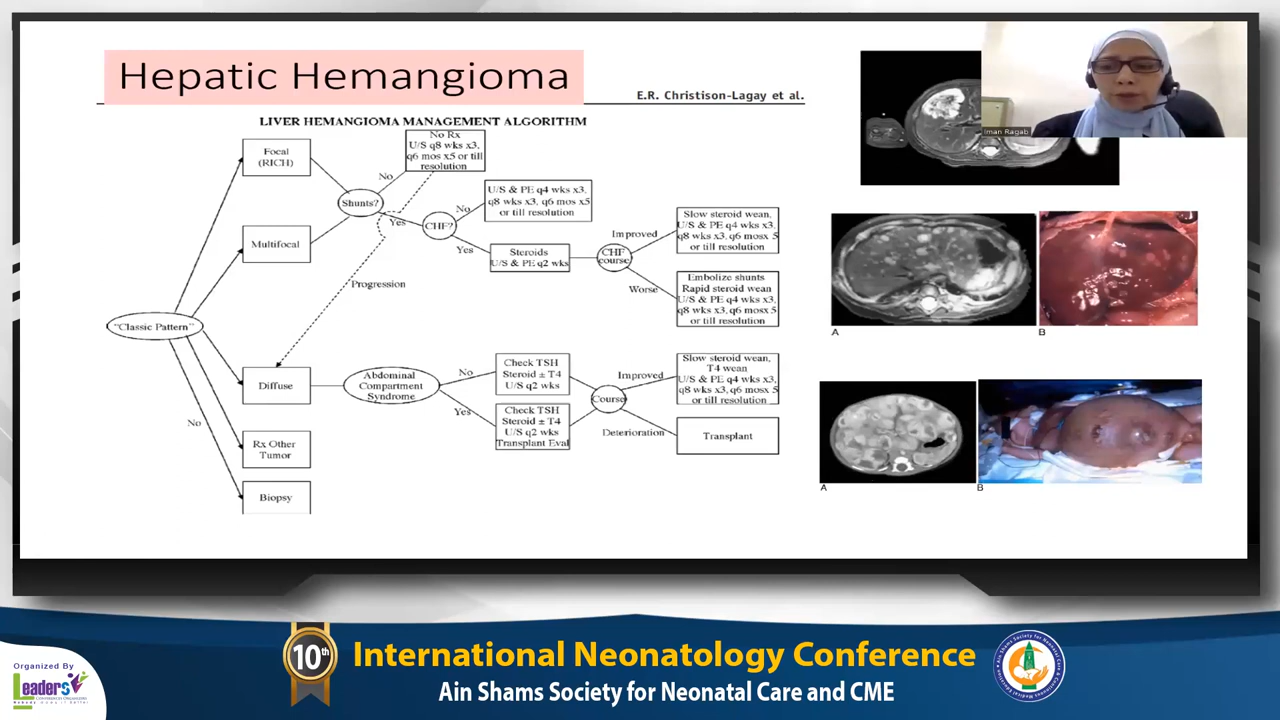 Hepatic Hemangioma
E.R. Christison-Lagay et al.
LIVER HEMANGIOMA MANAGEMENT ALGORITHM
"Classic Pattern"
No
Focal
(RICH)
Multifocal
Diffuse
Rx Other
Tumor
Biopsy
Shunts?
No
No Rx
U/S q8 wks x3,
q6 mos x5 or till
resolution
Yes
Progression
CHF?
No
U/S & PE q4 wks x3,
q8 wks x3, q6 mos x5
or till resolution
Yes
Steroids
U/S & PE q2 wks
CHF
course
Improved
Slow steroid wean,
U/S & PE q4 wks x3,
q8 wks x3, q6 mosx 5
or till resolution
Worse
Embolize shunts
Rapid steroid wean
U/S & PE q4 wks x3,
q8 wks x3, q6 mosx 5
or till resolution
Abdominal
Compartment
Syndrome
No
Check TSH
Steroid ± T4
U/S q2 wks
Yes
Check TSH
Steroid ± T4
U/S q2 wks
Transplant Eval
Course
Improved
Slow steroid wean,
T4 wean
U/S & PE q4 wks x3,
q8 wks x3, q6 mosx 5
or till resolution
Deterioration
Transplant
Iman Ragab
A
B
A
B
Organized By
Leaders
10th
International Neonatology Conference
Ain Shams Society for Neonatal Care and CME